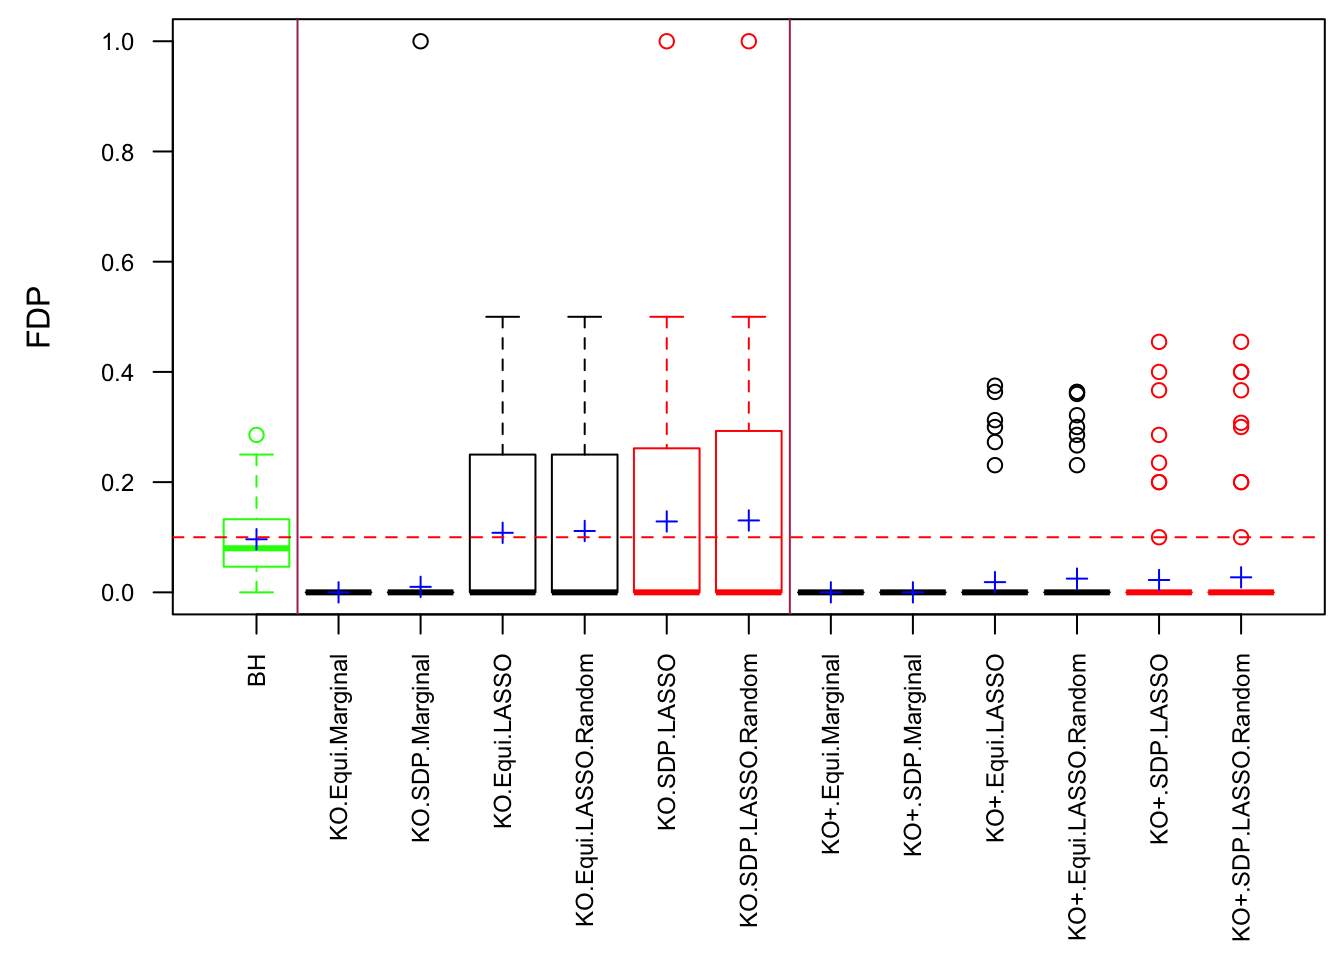 FDP
1.0
0.8
0.6
0.4
0.2
0.0
BH
KO.Equi.Marginal
KO.SDP.Marginal
KO.Equi.LASSO
KO.Equi.LASSO.Random
KO.SDP.LASSO
KO.SDP.LASSO.Random
KO+.Equi.Marginal
KO+.SDP.Marginal
KO+.Equi.LASSO
KO+.Equi.LASSO.Random
KO+.SDP.LASSO
KO+.SDP.LASSO.Random